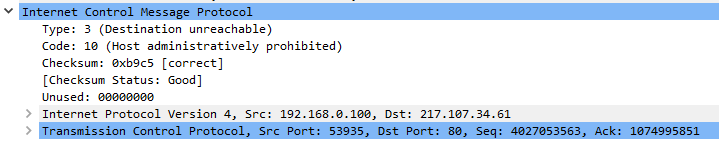 Internet Control Message Protocol
Type: 3 (Destination unreachable)
Code: 10 (Host administratively prohibited)
Checksum: 0xb9c5 [correct]
[Checksum Status: Good]
Unused: 00000000
Internet Protocol Version 4, Src: 192.168.0.100, Dst: 217.107.34.61
Transmission Control Protocol, Src Port: 53935, Dst Port: 80, Seq: 4027053563, Ack: 1074995851